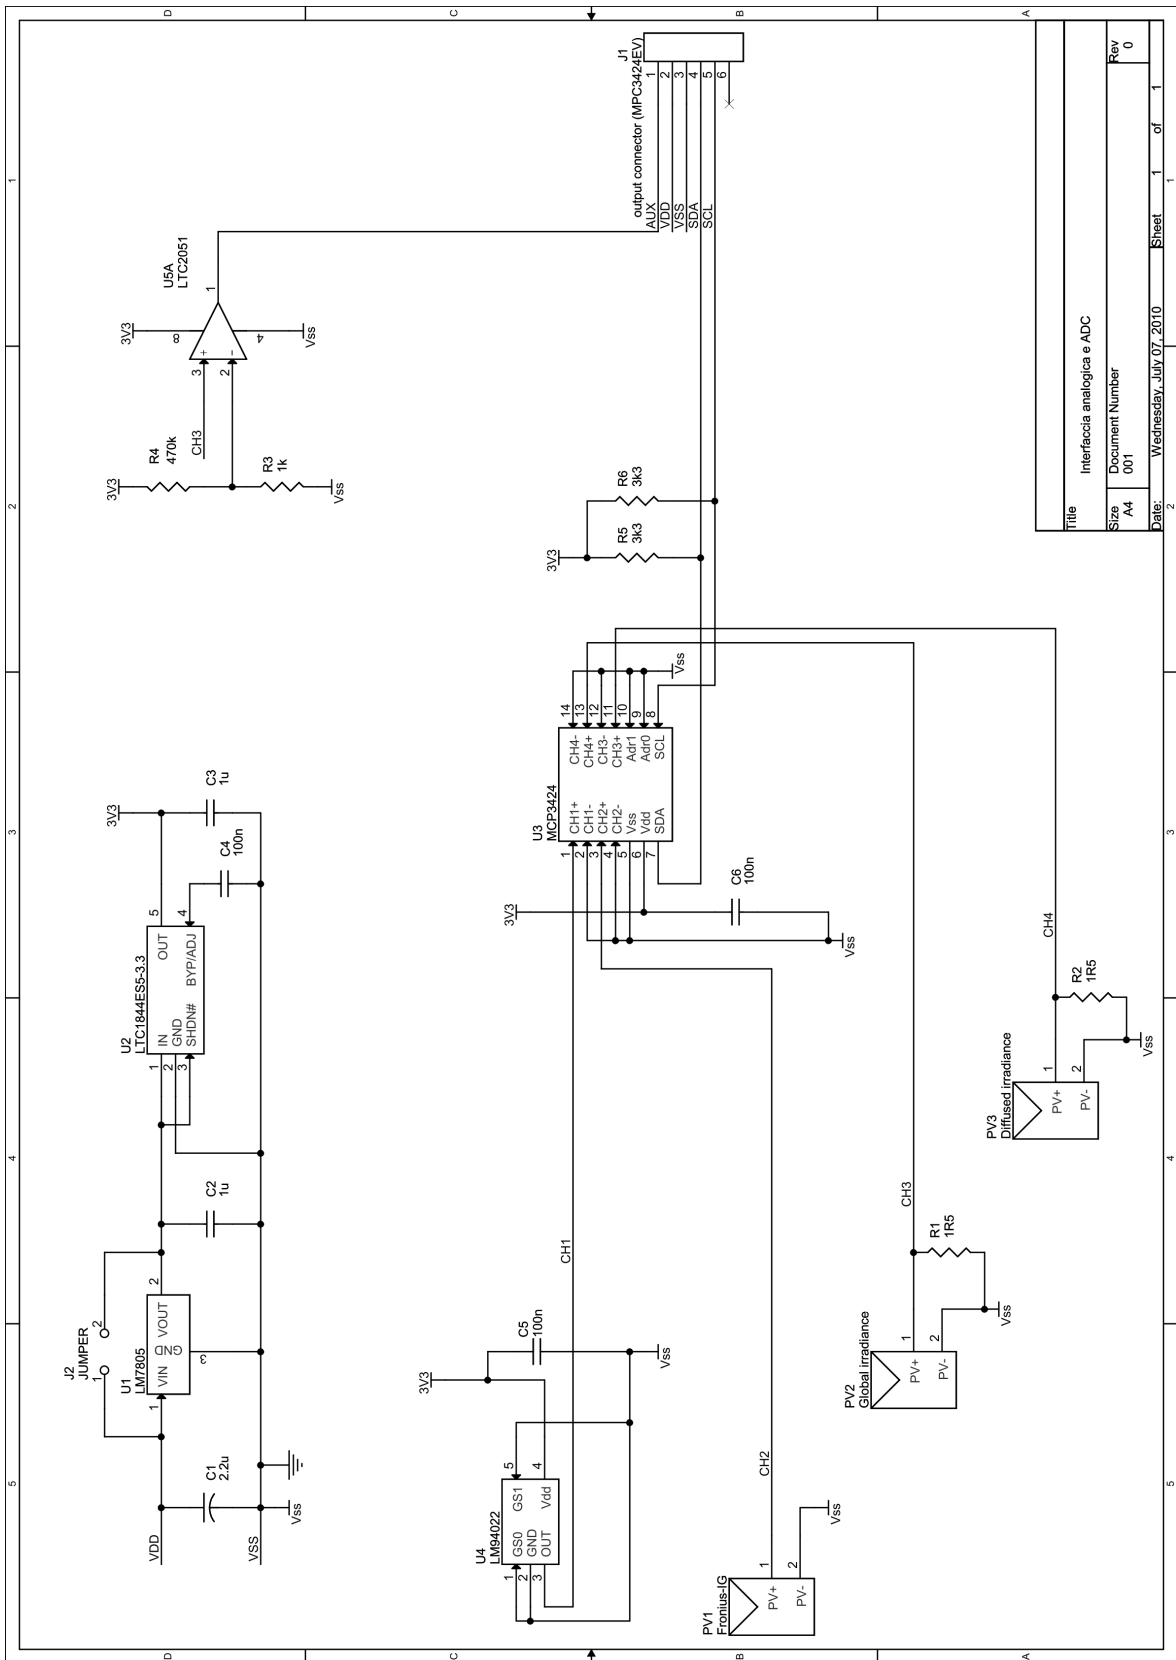 5
4
3
2
1
D
C
B
A
J2
JUMPER
1
2
U1
LM7805
VIN
VOUT
GND
1
2
3
C1
2.2u
VDD
VSS
Vss
C2
1u
U2
LTC1844ES5-3.3
IN
GND
SHDN#
OUT
BYP/ADJ
1
2
3
5
4
C4
100n
C3
1u
3V3
3V3
R4
470k
R3
1k
Vss
CH3
3V3
U5A
LTC2051
3
2
8
4
1
+
-
Vss
U4
LM94022
GS0
GND
OUT
GS1
Vdd
1
2
3
5
4
3V3
C5
100n
Vss
CH1
U3
MCP3424
CH1+
CH1-
CH2+
CH2-
Vss
Vdd
SDA
CH4-
CH4+
CH3-
CH3+
Adr1
Adr0
SCL
1
2
3
4
5
6
7
14
13
12
11
10
9
8
3V3
C6
100n
Vss
Vss
3V3
R5
3k3
R6
3k3
J1
output connector (MPC3424EV)
AUX
VDD
VSS
SDA
SCL
1
2
3
4
5
6
PV1
Fronius-IG
PV+
PV-
1
2
CH2
Vss
PV2
Global irradiance
PV+
PV-
1
2
CH3
R1
1R5
Vss
PV3
Diffused irradiance
PV+
PV-
1
2
CH4
R2
1R5
Vss
Title
Interfaccia analogica e ADC
Size
A4
Document Number
001
Rev
0
Date:
Wednesday, July 07, 2010
Sheet
1
of
1
5
4
3
2
1
D
C
B
A